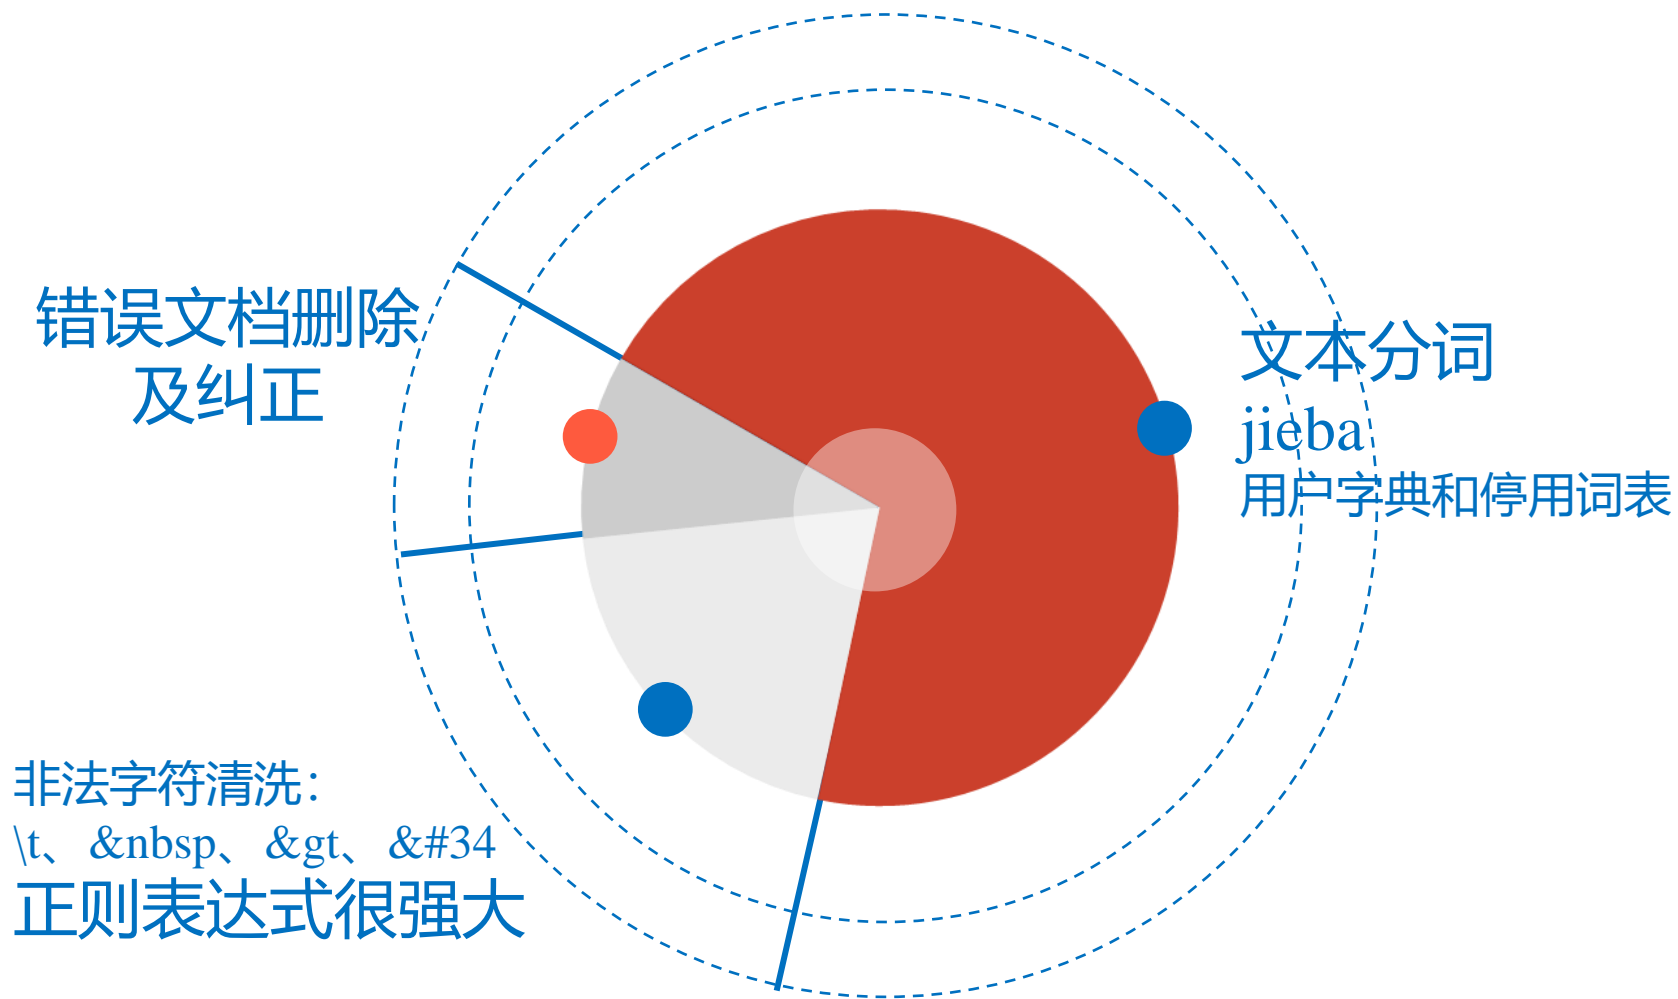 错误文档删除
及纠正
文本分词
jieba
用户字典和停用词表
非法字符清洗：
\t、&nbsp、&gt、&#34
正则表达式很强大